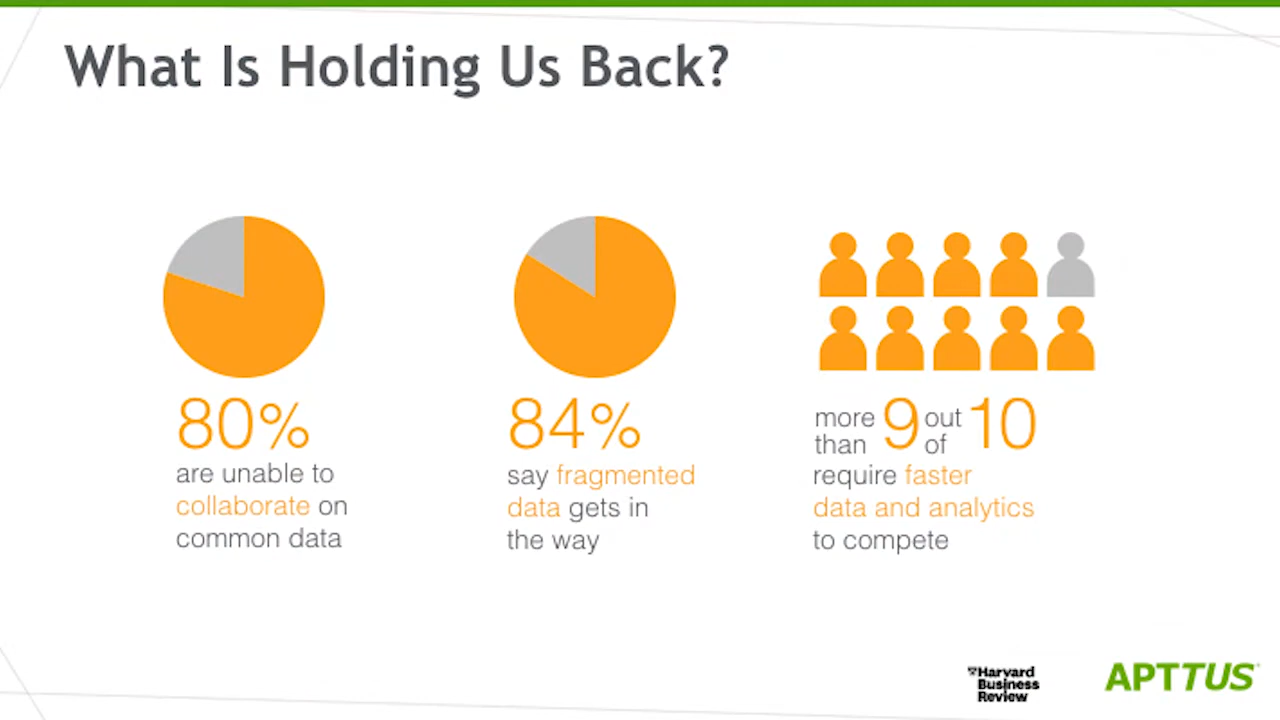 What Is Holding Us Back?
80%
are unable to
collaborate on
common data
84%
say fragmented
data gets in
the way
more than 9 out of 10
require faster
data and analytics
to compete
Harvard
Business
Review
APTTUS